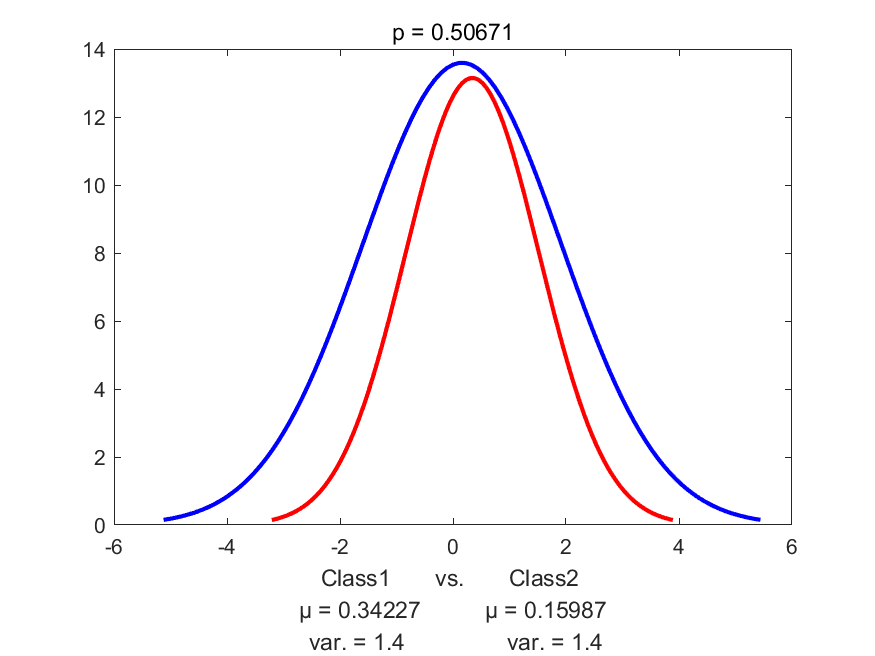 p = 0.50671
14
12
10
8
6
4
2
0
-6 -4 -2 0 2 4 6
Class1 vs. Class2
μ = 0.34227 μ = 0.15987
var. = 1.4 var. = 1.4